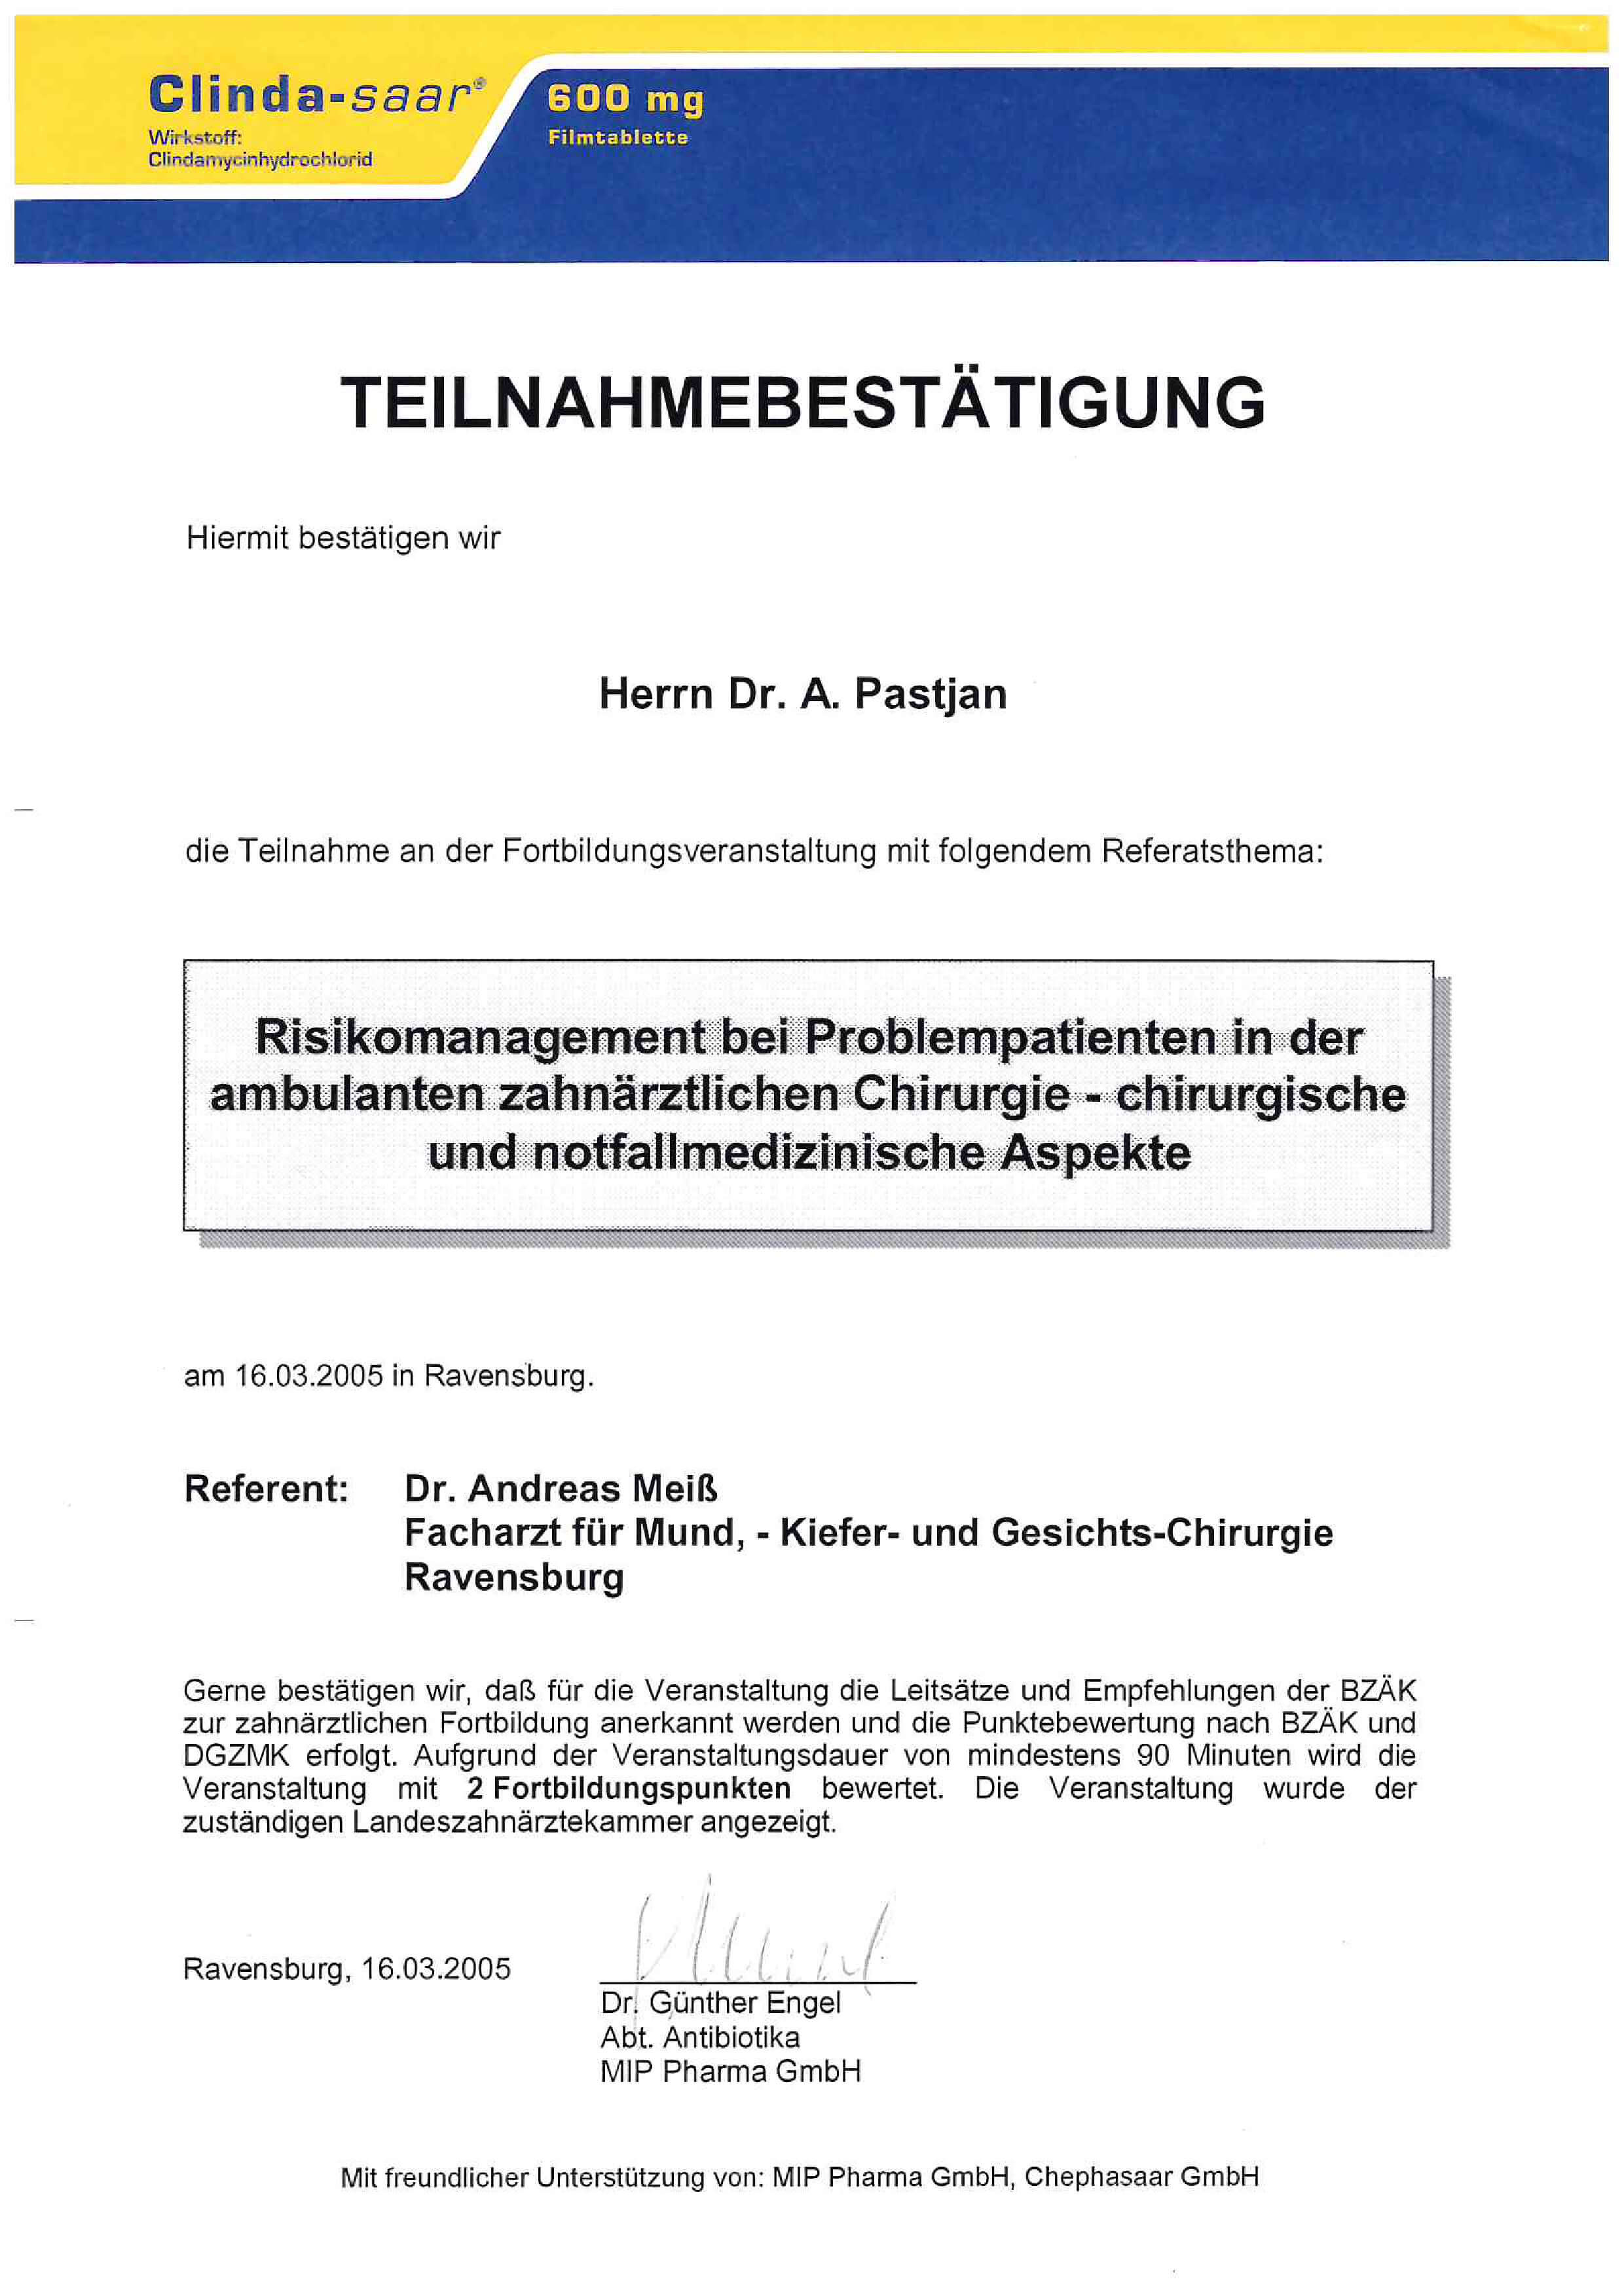 Clinda-saar® 600 mg
Wirkstoff: Filmtablette
Clindamycinhydrochlorid
TEILNAHMEBESTÄTIGUNG
Hiermit bestätigen wir
Herrn Dr. A. Pastjan
die Teilnahme an der Fortbildungsveranstaltung mit folgendem Referatsthema:
Risikomanagement bei Problempatienten in der
ambulanten zahnärztlichen Chirurgie - chirurgische
und notfallmedizinische Aspekte
am 16.03.2005 in Ravensburg.
Referent: Dr. Andreas Meiß
Facharzt für Mund, - Kiefer- und Gesichts-Chirurgie
Ravensburg
Gerne bestätigen wir, daß für die Veranstaltung die Leitsätze und Empfehlungen der BZÄK
zur zahnärztlichen Fortbildung anerkannt werden und die Punktebewertung nach BZÄK und
DGZMK erfolgt. Aufgrund der Veranstaltungsdauer von mindestens 90 Minuten wird die
Veranstaltung mit 2 Fortbildungspunkten bewertet. Die Veranstaltung wurde der
zuständigen Landeszahnärztekammer angezeigt.
Ravensburg, 16.03.2005
Dr. Günther Engel
Abt. Antibiotika
MIP Pharma GmbH
Mit freundlicher Unterstützung von: MIP Pharma GmbH, Chephasaar GmbH